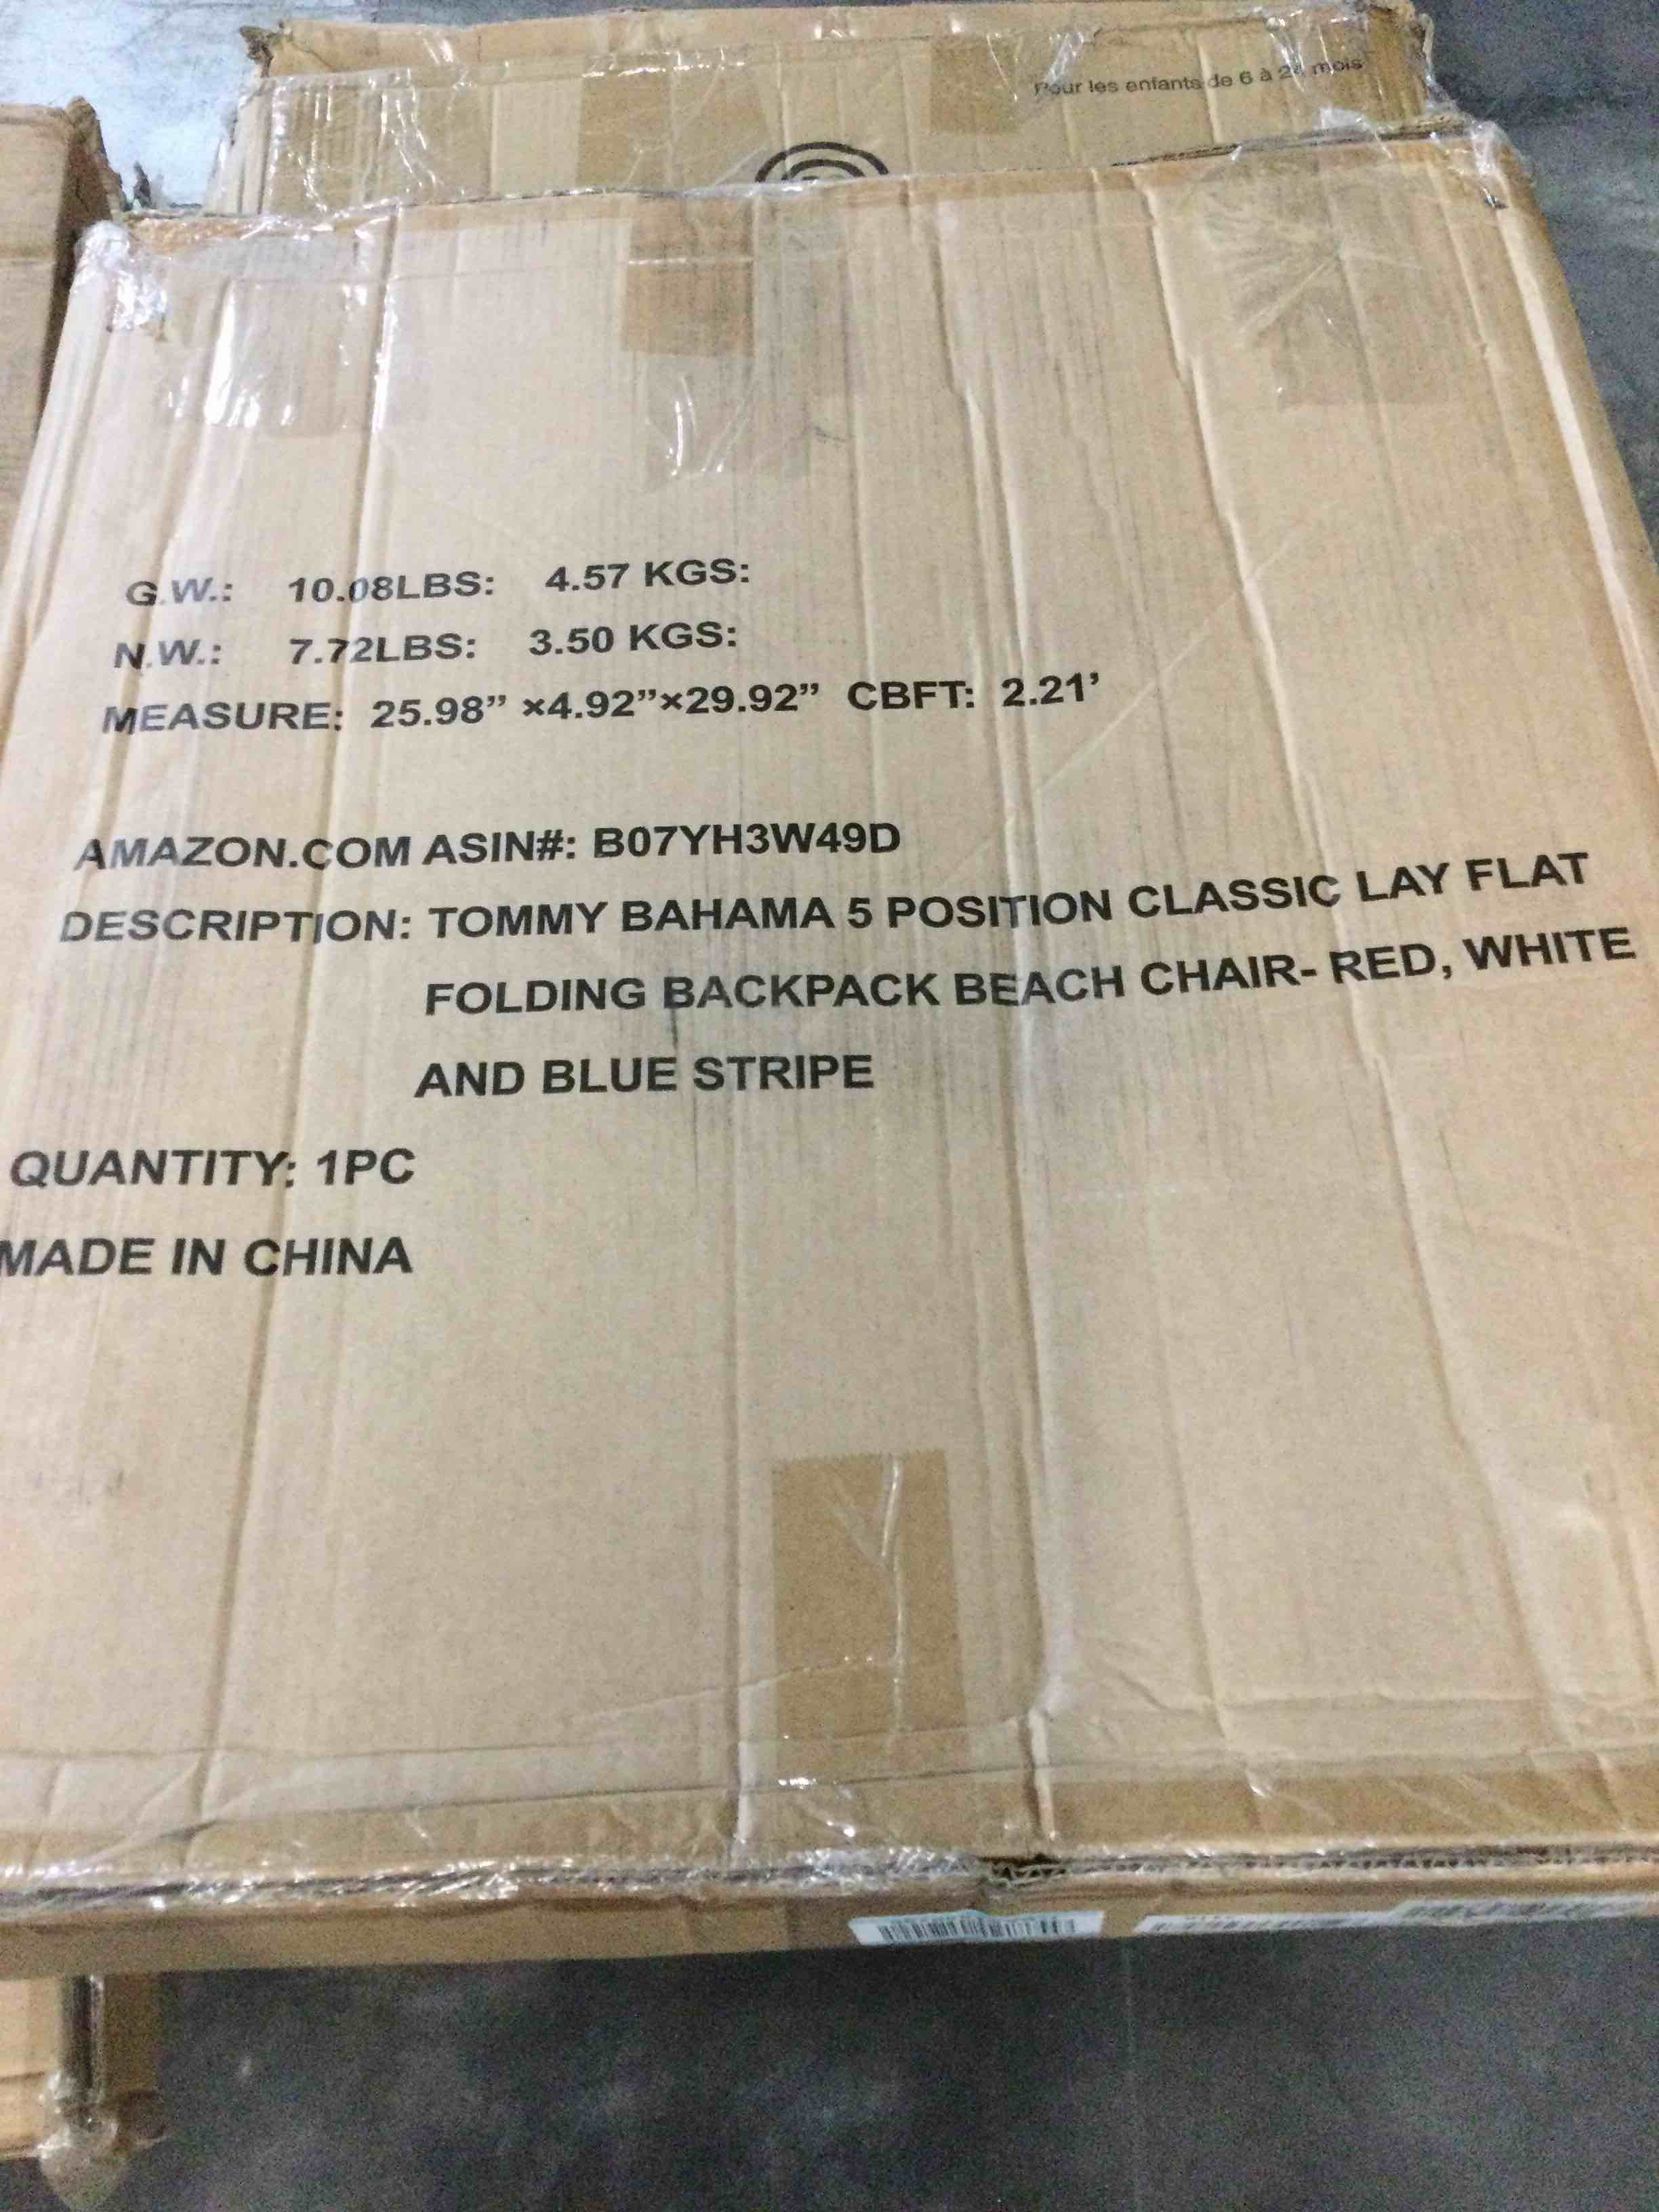 Pour les enfants de 6 à 24 mois
G.W.: 10.08LBS: 4.57 KGS:
N.W.: 7.72LBS: 3.50 KGS:
MEASURE: 25.98” ×4.92”×29.92” CBFT: 2.21’
AMAZON.COM ASIN#: B07YH3W49D
DESCRIPTION: TOMMY BAHAMA 5 POSITION CLASSIC LAY FLAT
FOLDING BACKPACK BEACH CHAIR- RED, WHITE
AND BLUE STRIPE
QUANTITY: 1PC
MADE IN CHINA